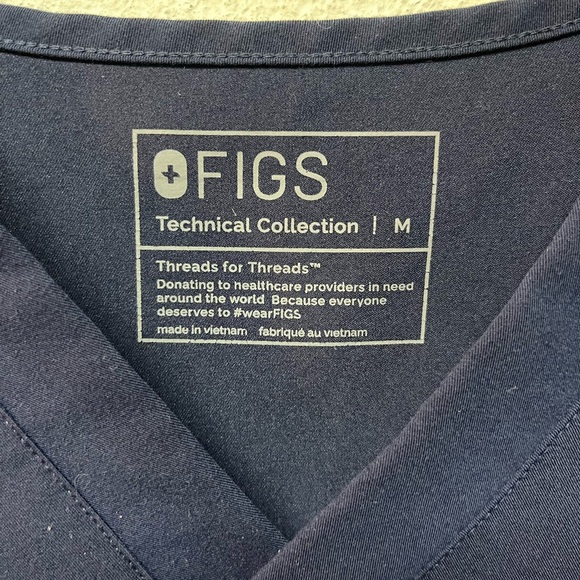 FIGS
Technical Collection | M
Threads for Threads™
Donating to healthcare providers in need
around the world Because everyone
deserves to #wearFIGS
made in vietnam fabriqué au vietnam